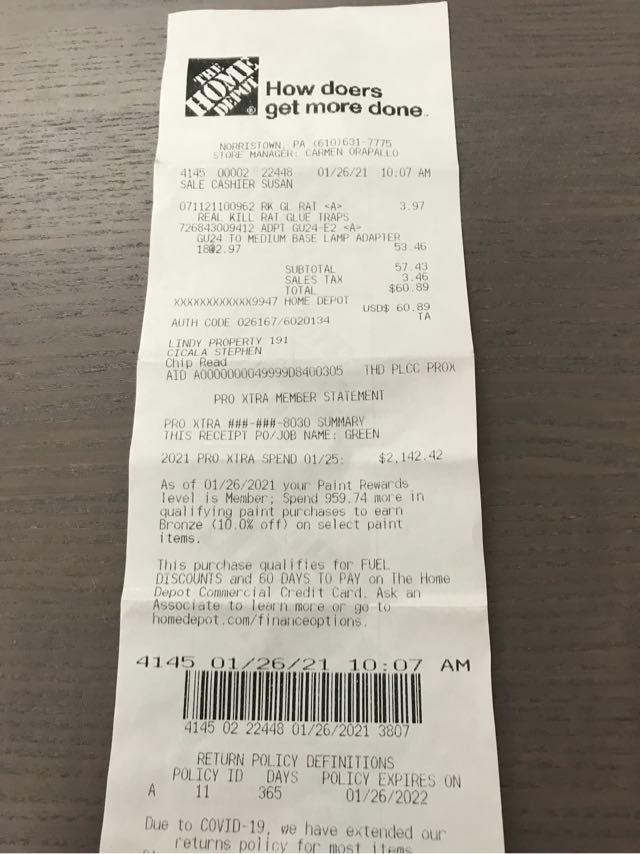 THE
HOME
DEPOT
How doers
get more done.
NORRISTOWN, PA (610)631-7775
STORE MANAGER: CARMEN ORAPALLO
4145 00002 22448 01/26/21 10:07 AM
SALE CASHIER SUSAN
071121100962 RK GL RAT <A> 3.97
REAL KILL RAT GLUE TRAPS
726843009412 ADPT GU24-E2 <A>
GU24 TO MEDIUM BASE LAMP ADAPTER
18@2.97 53.46
SUBTOTAL 57.43
SALES TAX 3.46
TOTAL $60.89
XXXXXXXXXXXX9947 HOME DEPOT
USD$ 60.89
AUTH CODE 026167/6020134 TA
LINDY PROPERTY 191
CICALA STEPHEN
Chip Read
AID A0000000049999D8400305 THD PLCC PROX
PRO XTRA MEMBER STATEMENT
PRO XTRA ###-###-8030 SUMMARY
THIS RECEIPT PO/JOB NAME: GREEN
2021 PRO XTRA SPEND 01/25: $2,142.42
As of 01/26/2021 your Paint Rewards
level is Member; Spend 959.74 more in
qualifying paint purchases to earn
Bronze (10.0% off) on select paint
items.
This purchase qualifies for FUEL
DISCOUNTS and 60 DAYS TO PAY on The Home
Depot Commercial Credit Card. Ask an
Associate to learn more or go to
homedepot.com/financeoptions.
4145 01/26/21 10:07 AM
4145 02 22448 01/26/2021 3807
RETURN POLICY DEFINITIONS
POLICY ID DAYS POLICY EXPIRES ON
A 11 365 01/26/2022
Due to COVID-19, we have extended our
returns policy for most items